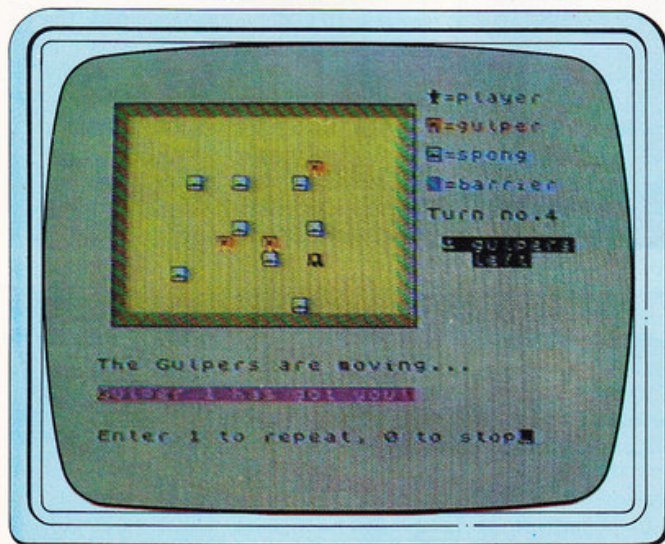 =player
=gulper
=spong
=barrier
Turn no.4
gulpers
left
The Gulpers are moving...
Gulper 1 has got you!
Enter 1 to repeat, 0 to stop